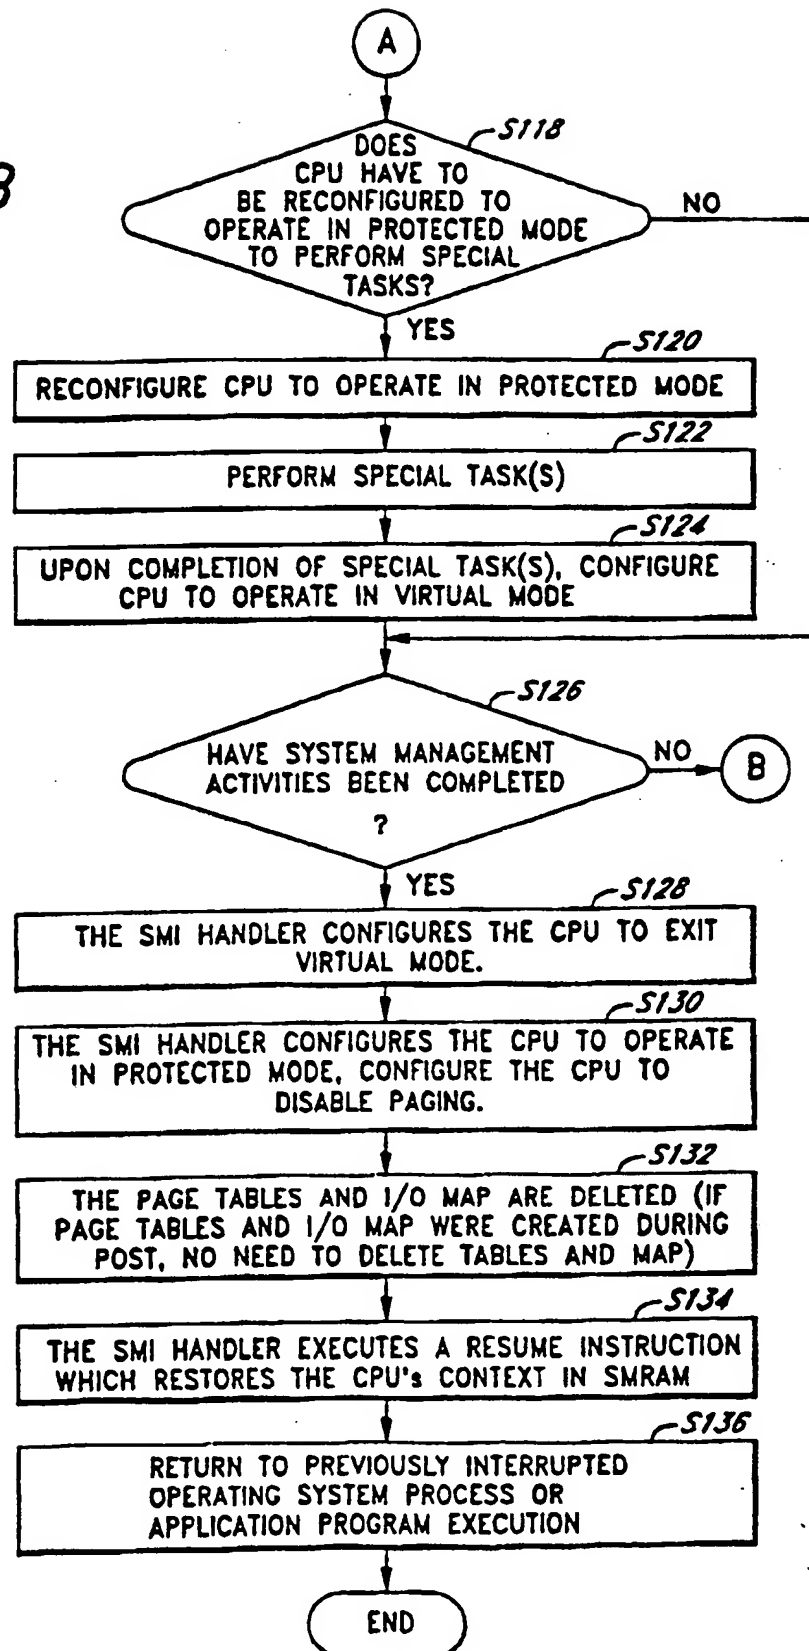 A
S118
DOES
CPU HAVE TO
BE RECONFIGURED TO
OPERATE IN PROTECTED MODE
TO PERFORM SPECIAL
TASKS?
NO
YES
S120
RECONFIGURE CPU TO OPERATE IN PROTECTED MODE
S122
PERFORM SPECIAL TASK(S)
S124
UPON COMPLETION OF SPECIAL TASK(S), CONFIGURE
CPU TO OPERATE IN VIRTUAL MODE
S126
HAVE SYSTEM MANAGEMENT
ACTIVITIES BEEN COMPLETED
?
NO
B
YES
S128
THE SMI HANDLER CONFIGURES THE CPU TO EXIT
VIRTUAL MODE.
S130
THE SMI HANDLER CONFIGURES THE CPU TO OPERATE
IN PROTECTED MODE, CONFIGURE THE CPU TO
DISABLE PAGING.
S132
THE PAGE TABLES AND I/O MAP ARE DELETED (IF
PAGE TABLES AND I/O MAP WERE CREATED DURING
POST, NO NEED TO DELETE TABLES AND MAP)
S134
THE SMI HANDLER EXECUTES A RESUME INSTRUCTION
WHICH RESTORES THE CPU's CONTEXT IN SMRAM
S136
RETURN TO PREVIOUSLY INTERRUPTED
OPERATING SYSTEM PROCESS OR
APPLICATION PROGRAM EXECUTION
END